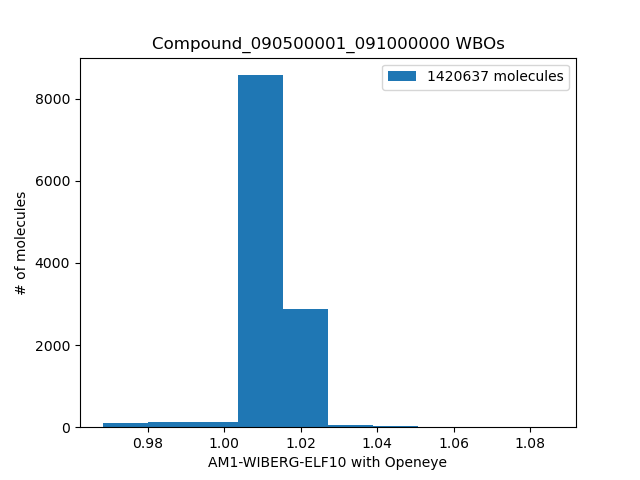 Compound_090500001_091000000 WBOs
1420637 molecules
# of molecules
8000
6000
4000
2000
0
0.98 1.00 1.02 1.04 1.06 1.08
AM1-WIBERG-ELF10 with Openeye